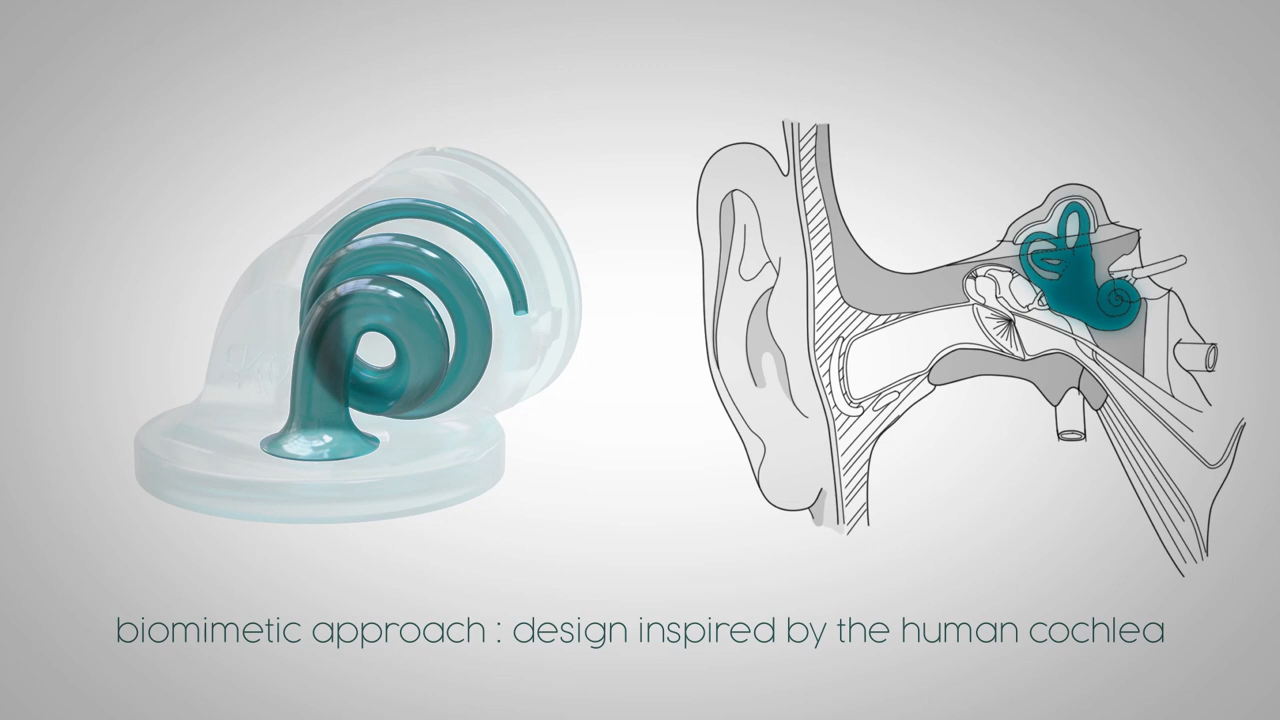 biomimetic approach : design inspired by the human cochlea